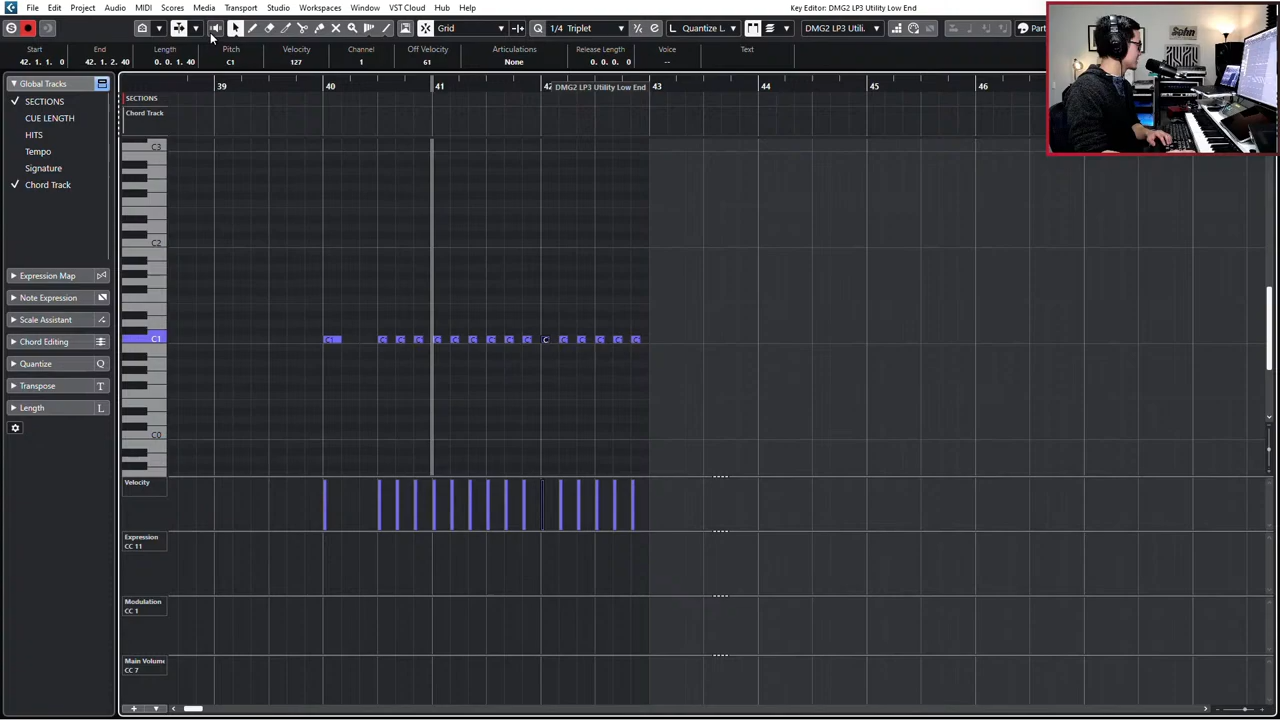 File Edit Project Audio MIDI Scores Media Transport Studio Workspaces Window VST Cloud Hub Help
Key Editor: DMG2 LP3 Utility Low End
Grid 1/4 Triplet Quantize L DMG2 LP3 Utili. Part
Start End Length Pitch Velocity Channel Off Velocity Articulations Release Length Voice Text
42. 1. 1. 0 42. 1. 2. 40 0. 0. 1. 40 C1 127 1 61 None 0. 0. 0. 0 --
Global Tracks
SECTIONS
CUE LENGTH
HITS
Tempo
Signature
Chord Track
Expression Map
Note Expression
Scale Assistant
Chord Editing
Quantize
Transpose T
Length L
39 40 41 42 DMG2 LP3 Utility Low End 43 44 45 46
SECTIONS
Chord Track
C3
C2
C1
C0
C C C C C C C C C C C C C C C C
Velocity
Expression
CC 11
Modulation
CC 1
Main Volume
CC 7